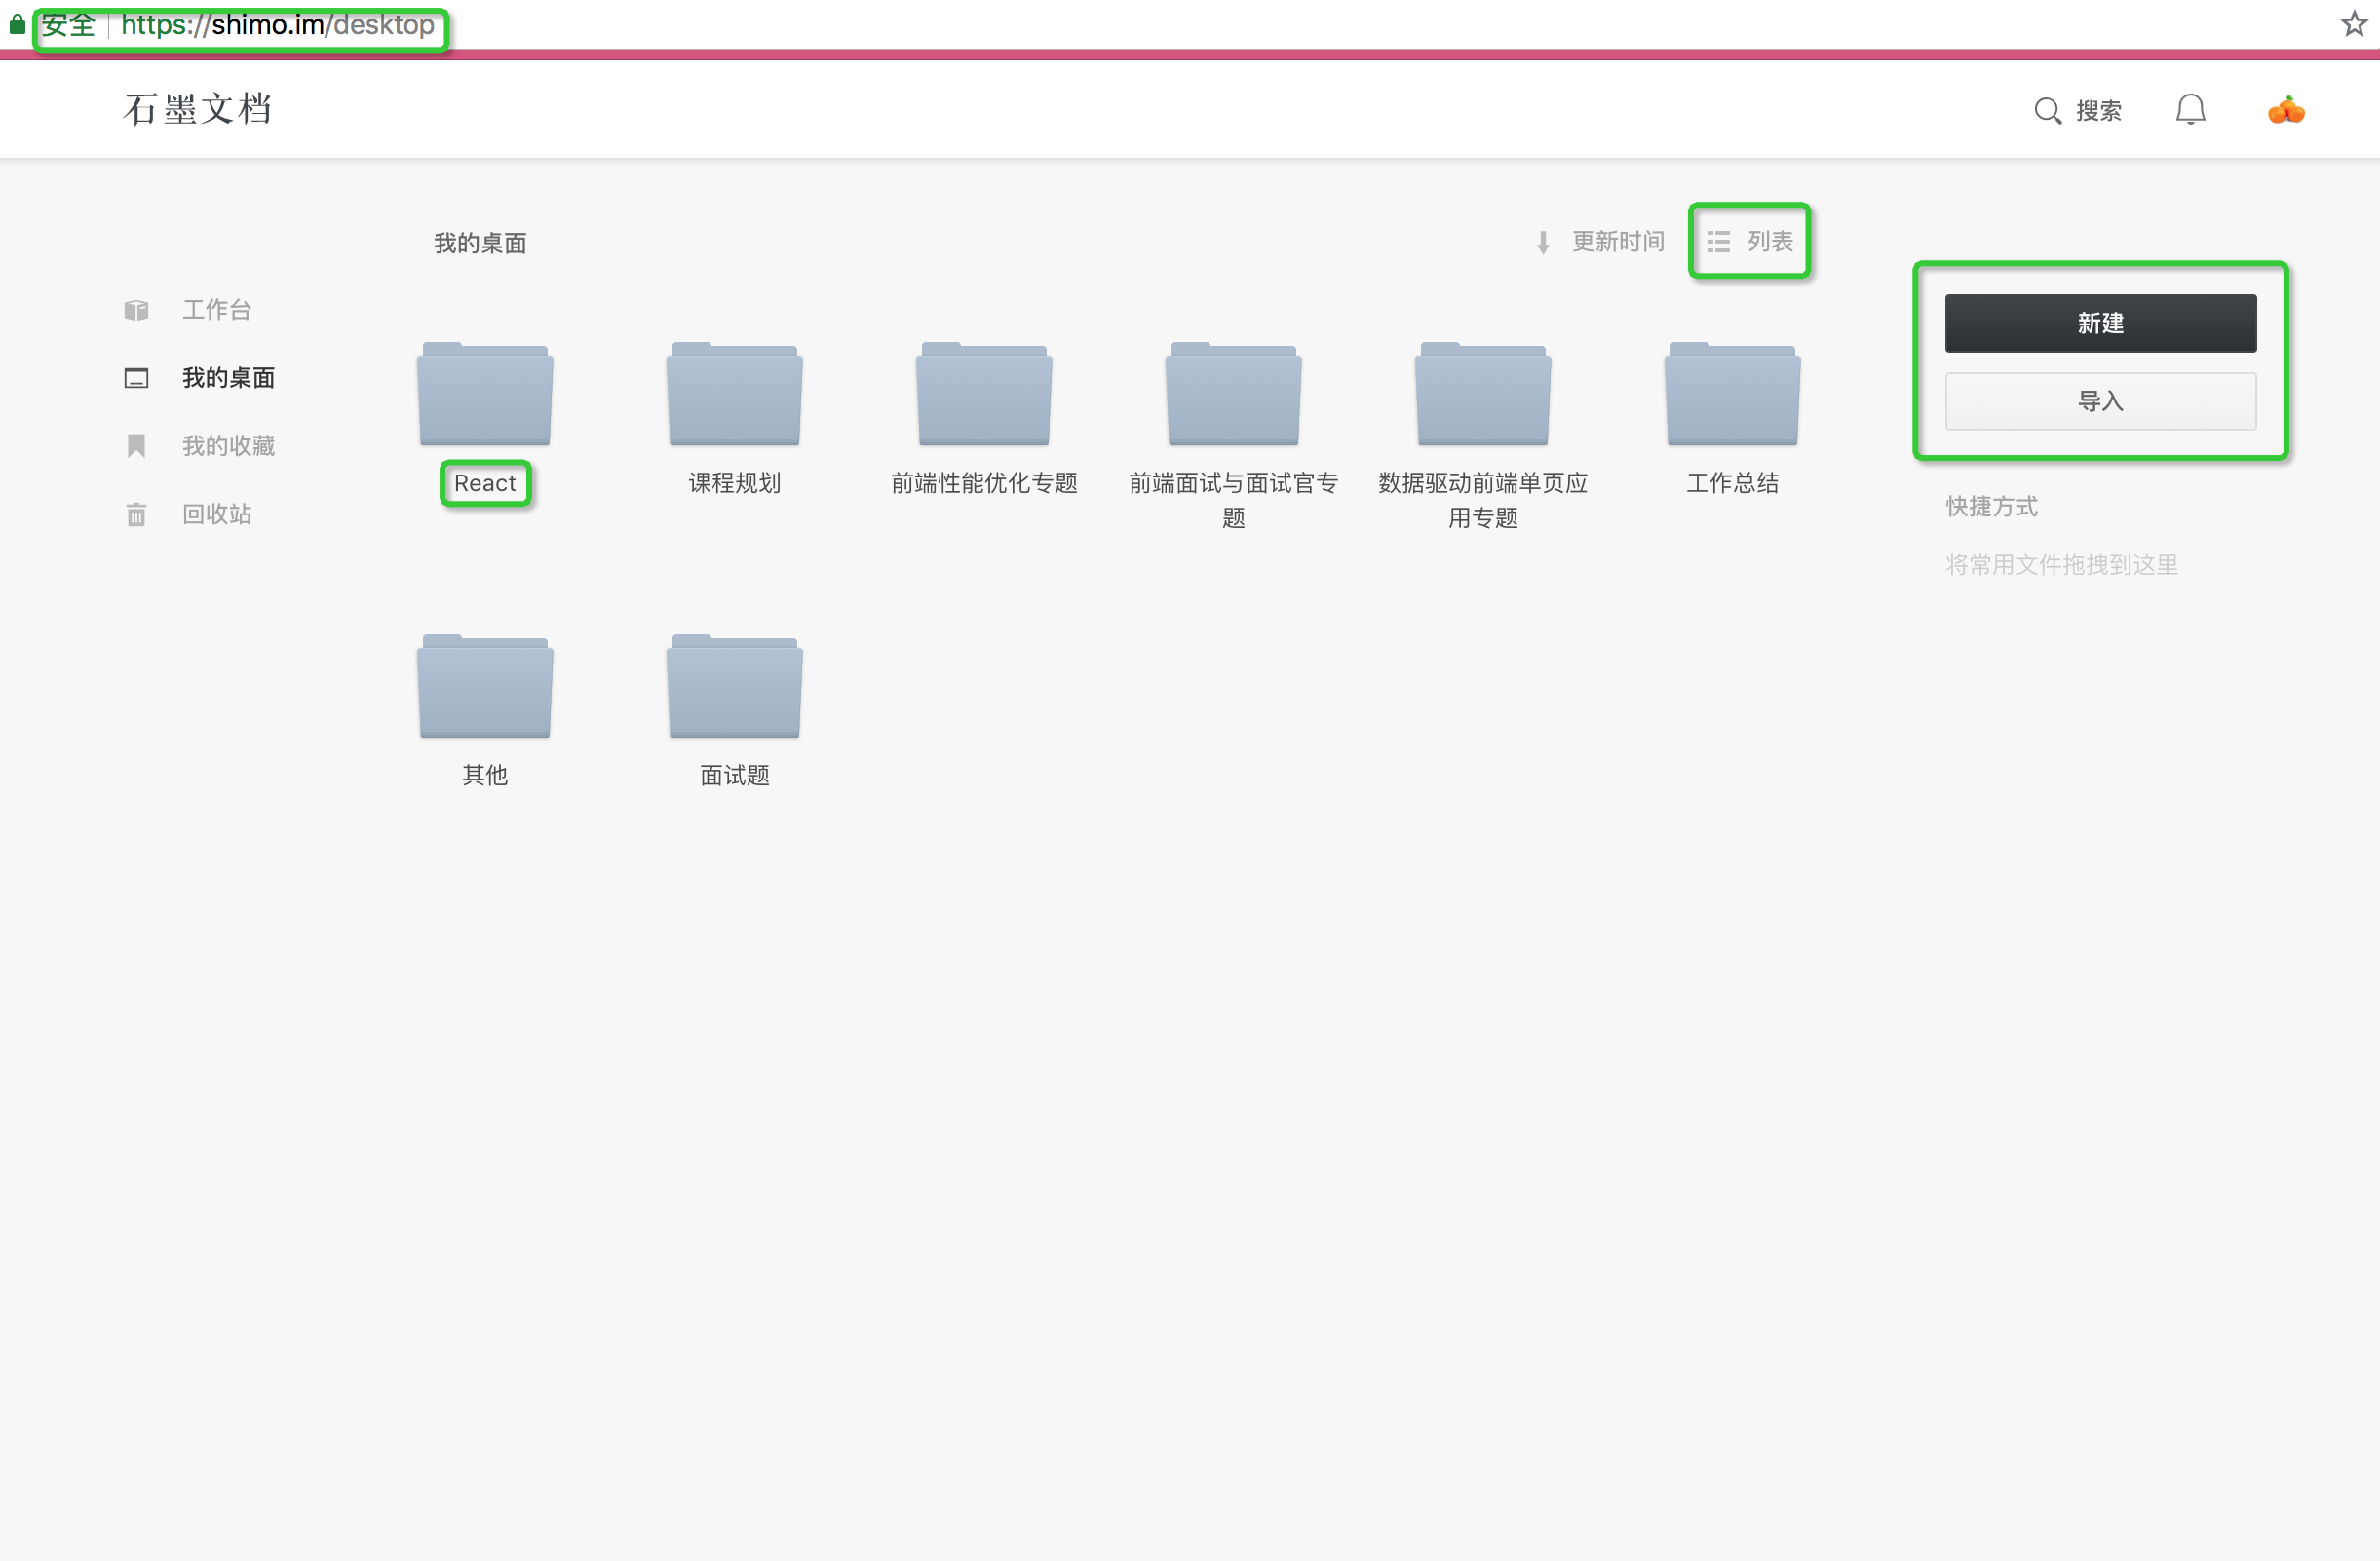 安全 https://shimo.im/desktop
石墨文档
搜索
我的桌面
更新时间
列表
工作台
我的桌面
我的收藏
回收站
React
课程规划
前端性能优化专题
前端面试与面试官专
题
数据驱动前端单页应
用专题
工作总结
其他
面试题
新建
导入
快捷方式
将常用文件拖拽到这里